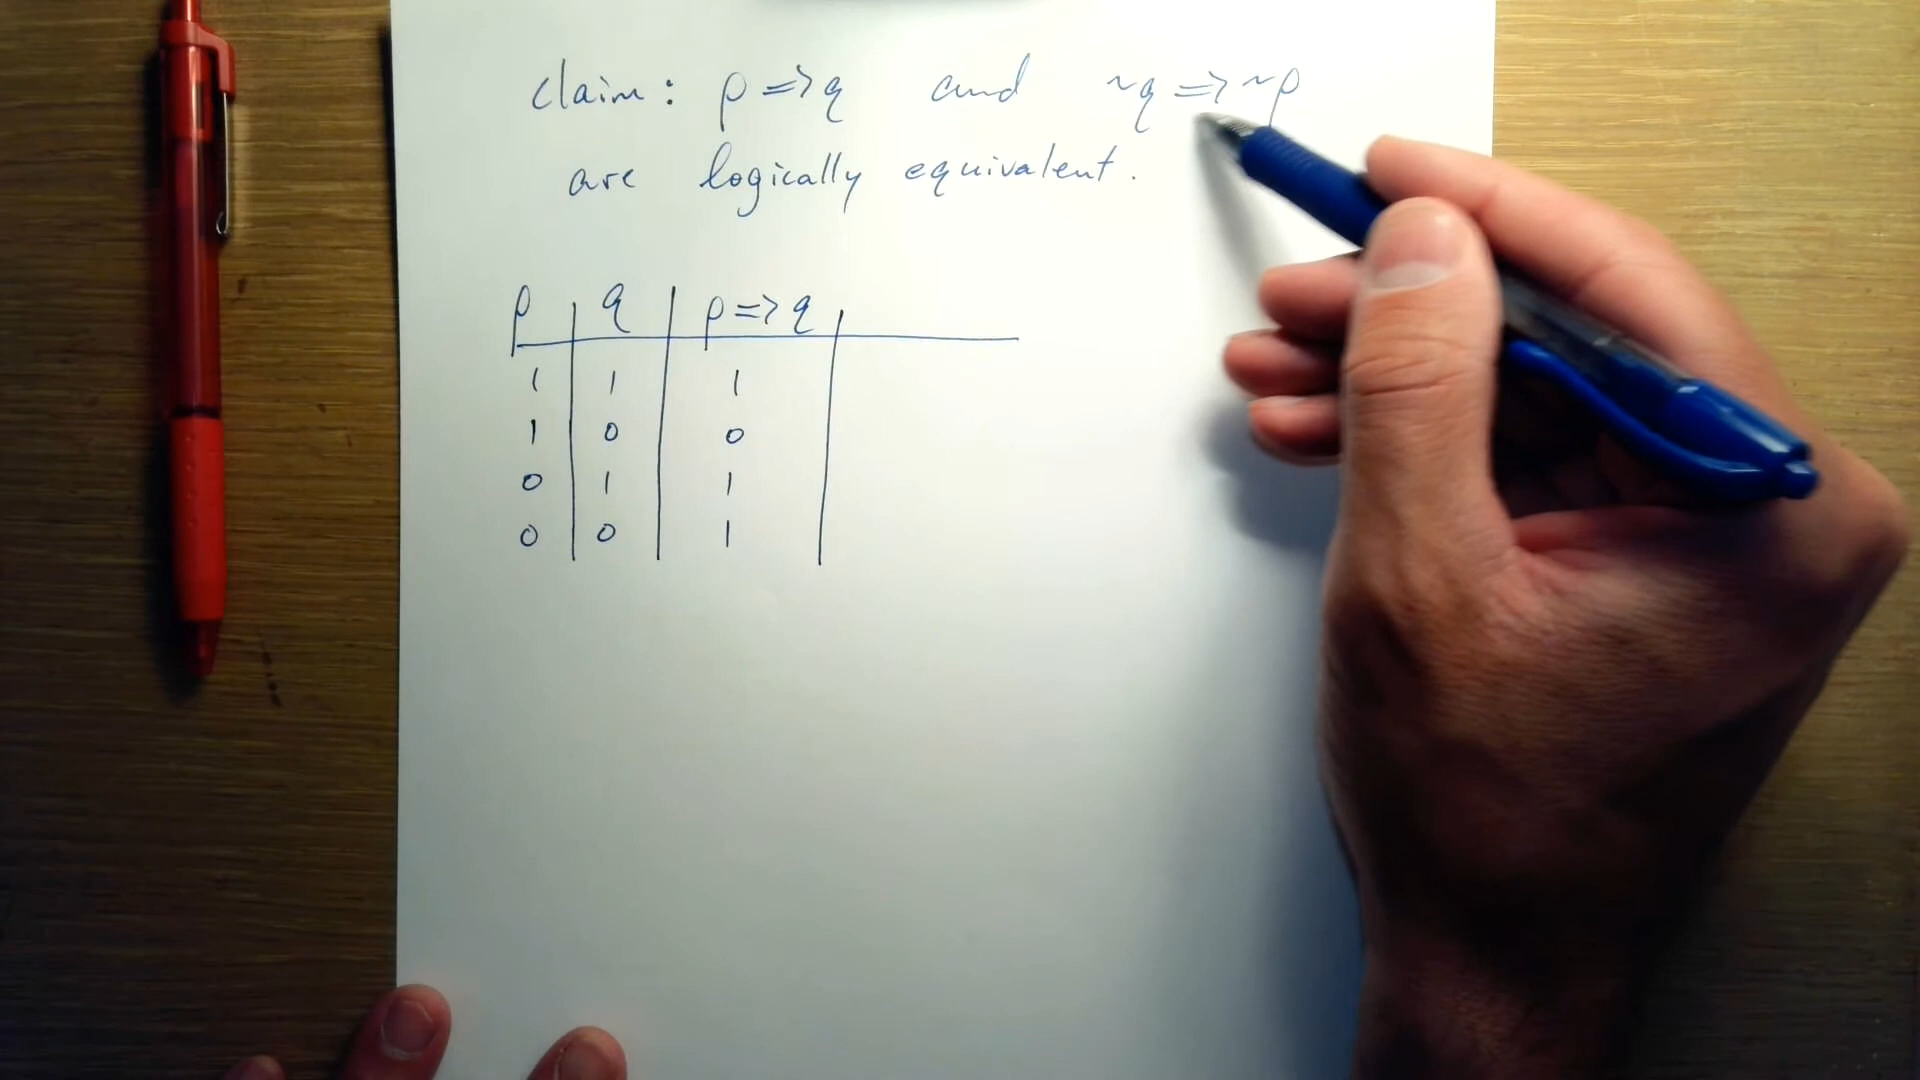 claim: p => q and ~q => ~p
are logically equivalent.
p q p => q
1 1 1
1 0 0
0 1 1
0 0 1